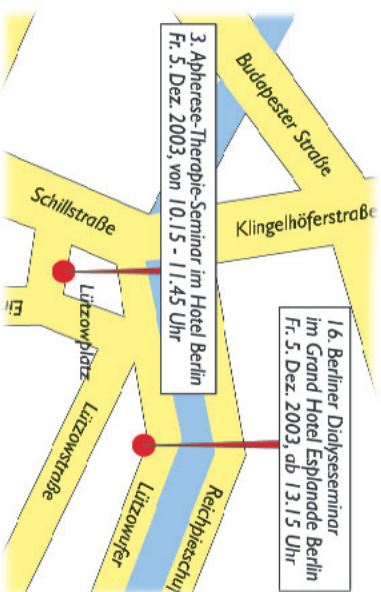 Budapester Straße
Klingelhöferstraße
3. Apherese-Therapie-Seminar im Hotel Berlin
Fr. 5. Dez. 2003, von 10.15 - 11.45 Uhr
16. Berliner Dialyseseminar
im Grand Hotel Esplanade Berlin
Fr. 5. Dez. 2003, ab 13.15 Uhr
Schillstraße
Lützowplatz
Lützowstraße
Lützowufer
Reichpietschu
Ein